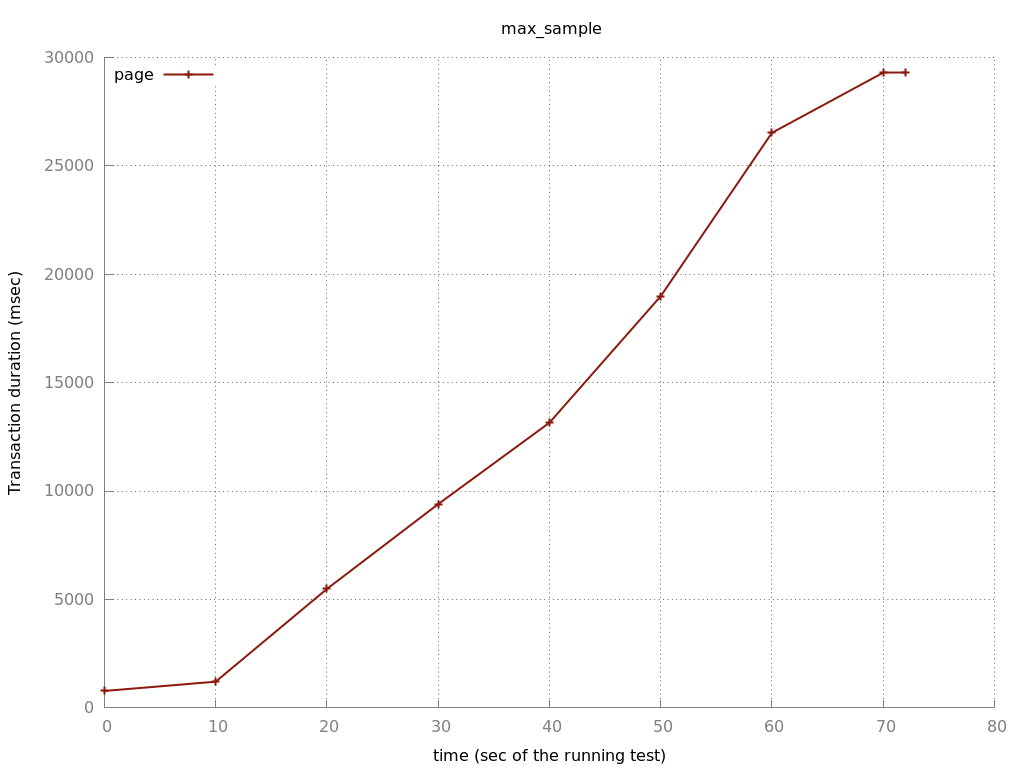 max_sample
page
30000
25000
20000
15000
10000
5000
0
Transaction duration (msec)
0 10 20 30 40 50 60 70 80
time (sec of the running test)